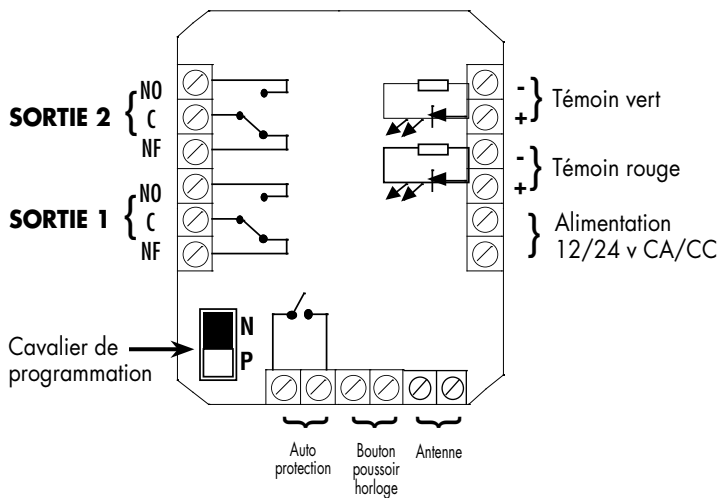 NO
SORTIE 2 { C
NF
NO
SORTIE 1 { C
NF
-
+
} Témoin vert
-
+
} Témoin rouge
} Alimentation
12/24 v CA/CC
N
P
Cavalier de
programmation
Auto
protection
Bouton
poussoir
horloge
Antenne